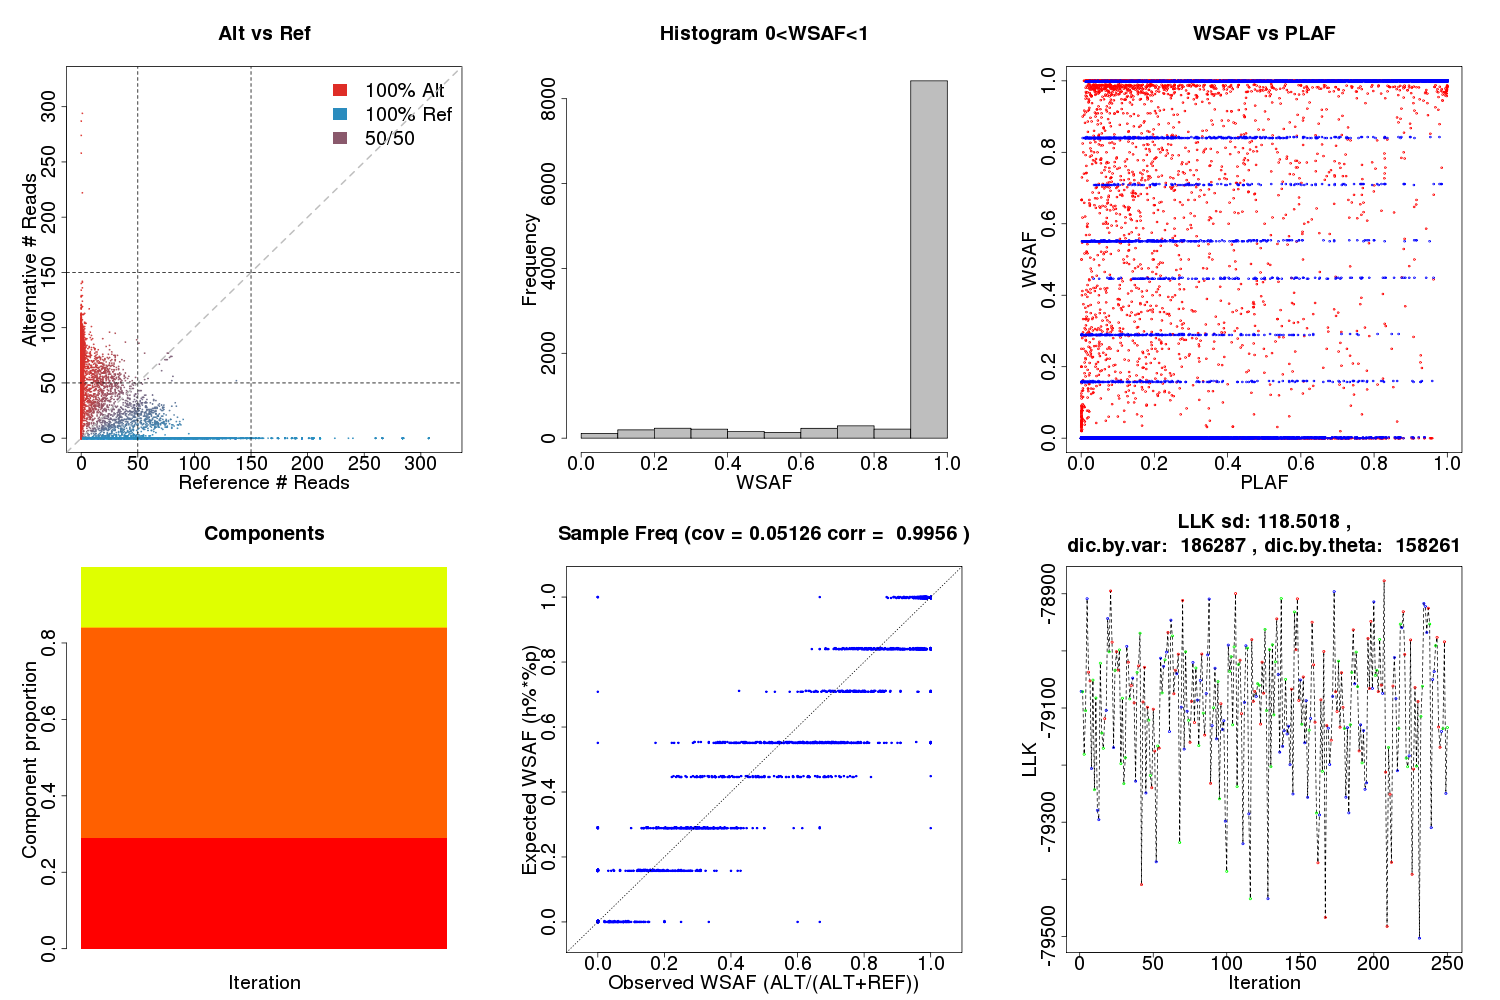 Alt vs Ref
100% Alt
100% Ref
50/50
Alternative # Reads
0 50 100 150 200 250 300
0 50 100 150 200 250 300
Reference # Reads
Histogram 0<WSAF<1
Frequency
0 2000 4000 6000 8000
0.0 0.2 0.4 0.6 0.8 1.0
WSAF
WSAF vs PLAF
WSAF
0.0 0.2 0.4 0.6 0.8 1.0
0.0 0.2 0.4 0.6 0.8 1.0
PLAF
Components
Component proportion
0.0 0.2 0.4 0.6 0.8
Iteration
Sample Freq (cov = 0.05126 corr = 0.9956 )
Expected WSAF (h%*%p)
0.0 0.2 0.4 0.6 0.8 1.0
0.0 0.2 0.4 0.6 0.8 1.0
Observed WSAF (ALT/(ALT+REF))
LLK sd: 118.5018 ,
dic.by.var: 186287 , dic.by.theta: 158261
LLK
-79500 -79300 -79100 -78900
0 50 100 150 200 250
Iteration